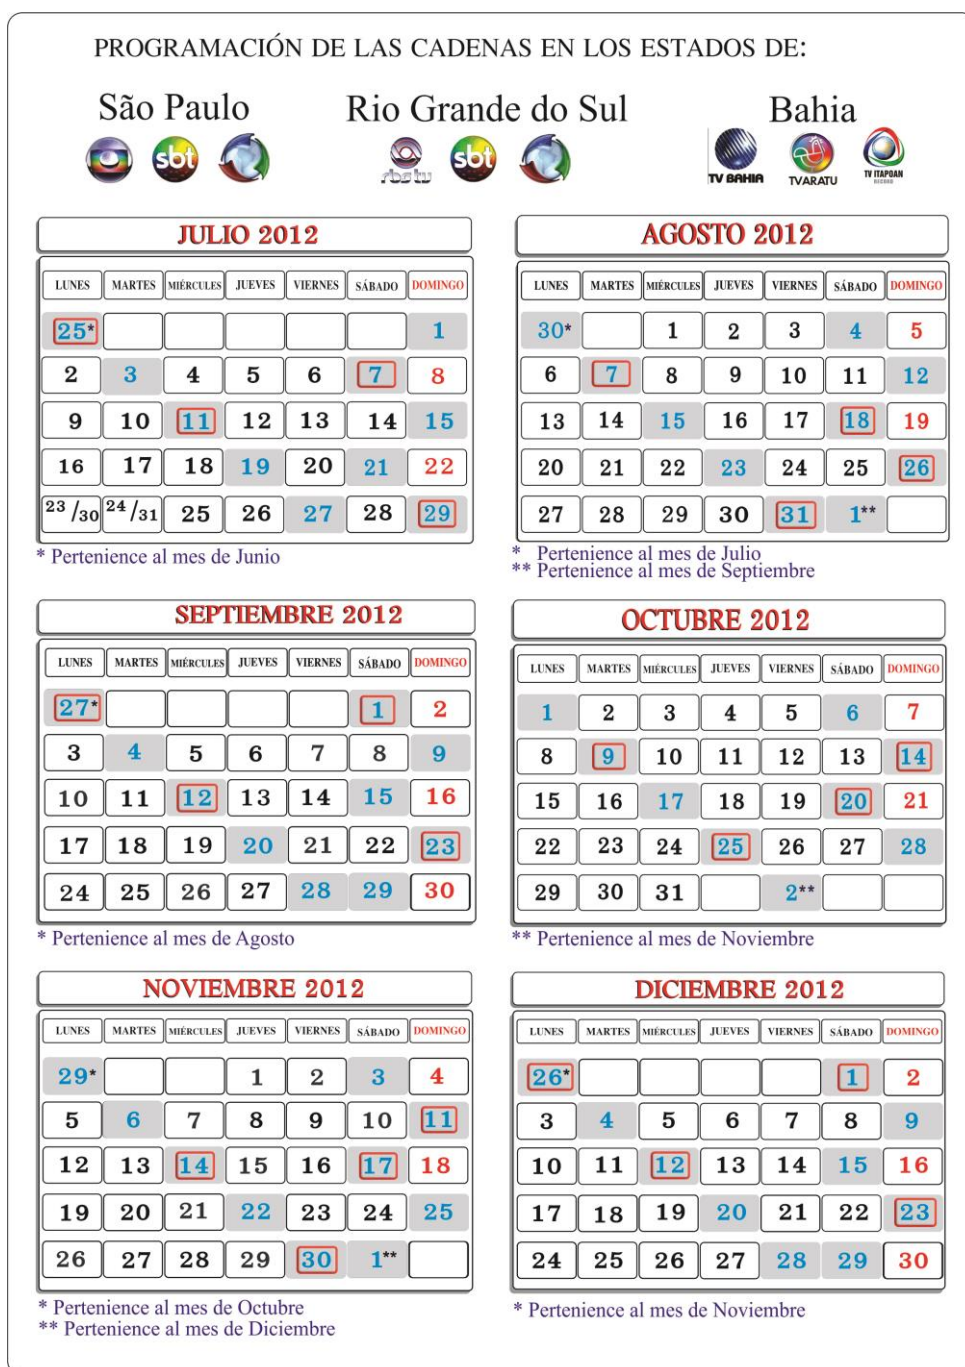 PROGRAMACIÓN DE LAS CADENAS EN LOS ESTADOS DE:
São Paulo Rio Grande do Sul Bahia
sbt rbs tv sbt TV BAHIA TV ARATU TV ITAPOAN RECORD
JULIO 2012
LUNES MARTES MIÉRCULES JUEVES VIERNES SÁBADO DOMINGO
25* 1
2 3 4 5 6 7 8
9 10 11 12 13 14 15
16 17 18 19 20 21 22
23/30 24/31 25 26 27 28 29
* Pertenience al mes de Junio
AGOSTO 2012
LUNES MARTES MIÉRCULES JUEVES VIERNES SÁBADO DOMINGO
30* 1 2 3 4 5
6 7 8 9 10 11 12
13 14 15 16 17 18 19
20 21 22 23 24 25 26
27 28 29 30 31 1**
* Pertenience al mes de Julio
** Pertenience al mes de Septiembre
SEPTIEMBRE 2012
LUNES MARTES MIÉRCULES JUEVES VIERNES SÁBADO DOMINGO
27* 1 2
3 4 5 6 7 8 9
10 11 12 13 14 15 16
17 18 19 20 21 22 23
24 25 26 27 28 29 30
* Pertenience al mes de Agosto
OCTUBRE 2012
LUNES MARTES MIÉRCULES JUEVES VIERNES SÁBADO DOMINGO
1 2 3 4 5 6 7
8 9 10 11 12 13 14
15 16 17 18 19 20 21
22 23 24 25 26 27 28
29 30 31 2**
** Pertenience al mes de Noviembre
NOVIEMBRE 2012
LUNES MARTES MIÉRCULES JUEVES VIERNES SÁBADO DOMINGO
29* 1 2 3 4
5 6 7 8 9 10 11
12 13 14 15 16 17 18
19 20 21 22 23 24 25
26 27 28 29 30 1**
* Pertenience al mes de Octubre
** Pertenience al mes de Diciembre
DICIEMBRE 2012
LUNES MARTES MIÉRCULES JUEVES VIERNES SÁBADO DOMINGO
26* 1 2
3 4 5 6 7 8 9
10 11 12 13 14 15 16
17 18 19 20 21 22 23
24 25 26 27 28 29 30
* Pertenience al mes de Noviembre